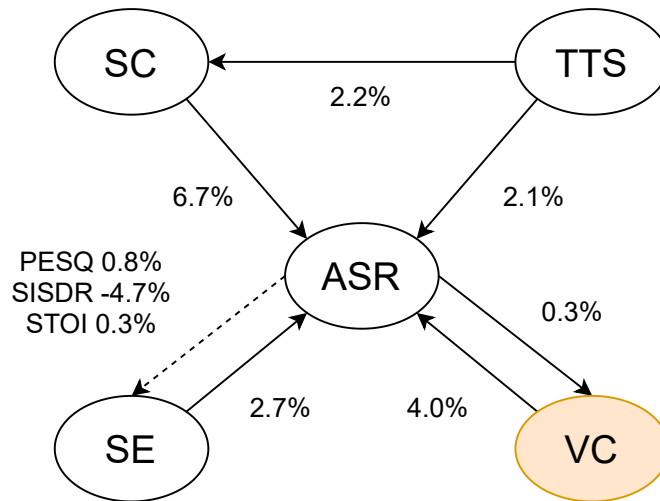 SC
TTS
2.2%
6.7%
2.1%
PESQ 0.8%
SISDR -4.7%
STOI 0.3%
ASR
0.3%
2.7%
4.0%
SE
VC